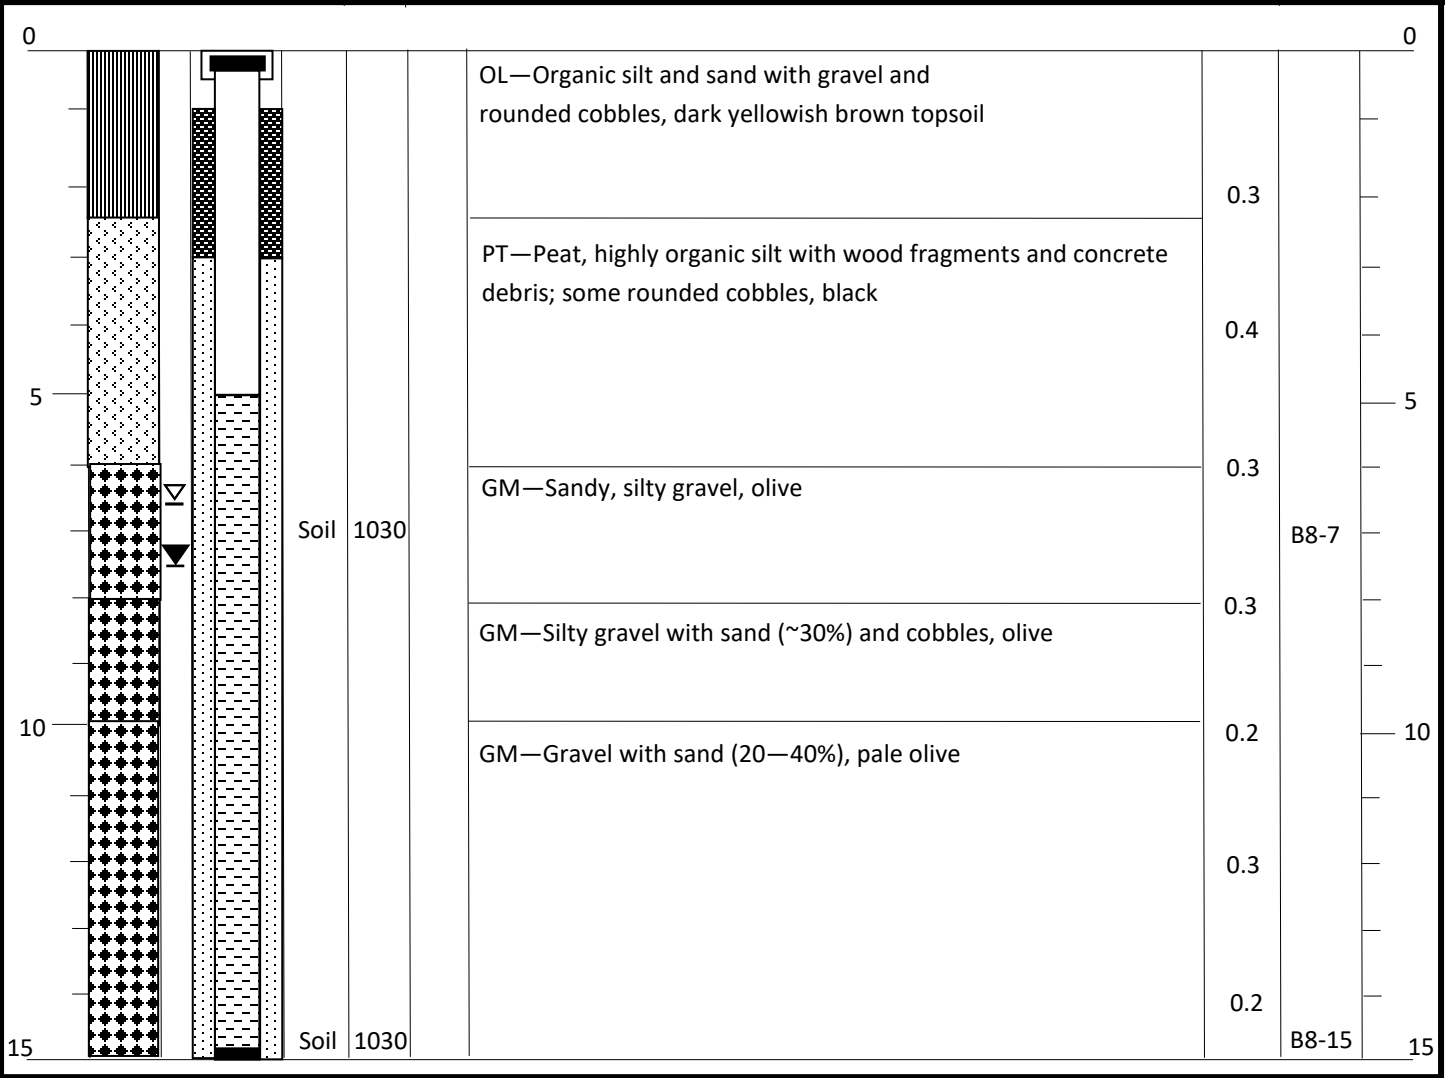 0
0
OL—Organic silt and sand with gravel and
rounded cobbles, dark yellowish brown topsoil
0.3
PT—Peat, highly organic silt with wood fragments and concrete
debris; some rounded cobbles, black
0.4
5
5
0.3
GM—Sandy, silty gravel, olive
Soil 1030
B8-7
0.3
GM—Silty gravel with sand (~30%) and cobbles, olive
10
0.2
10
GM—Gravel with sand (20—40%), pale olive
0.3
0.2
15
Soil 1030
B8-15
15